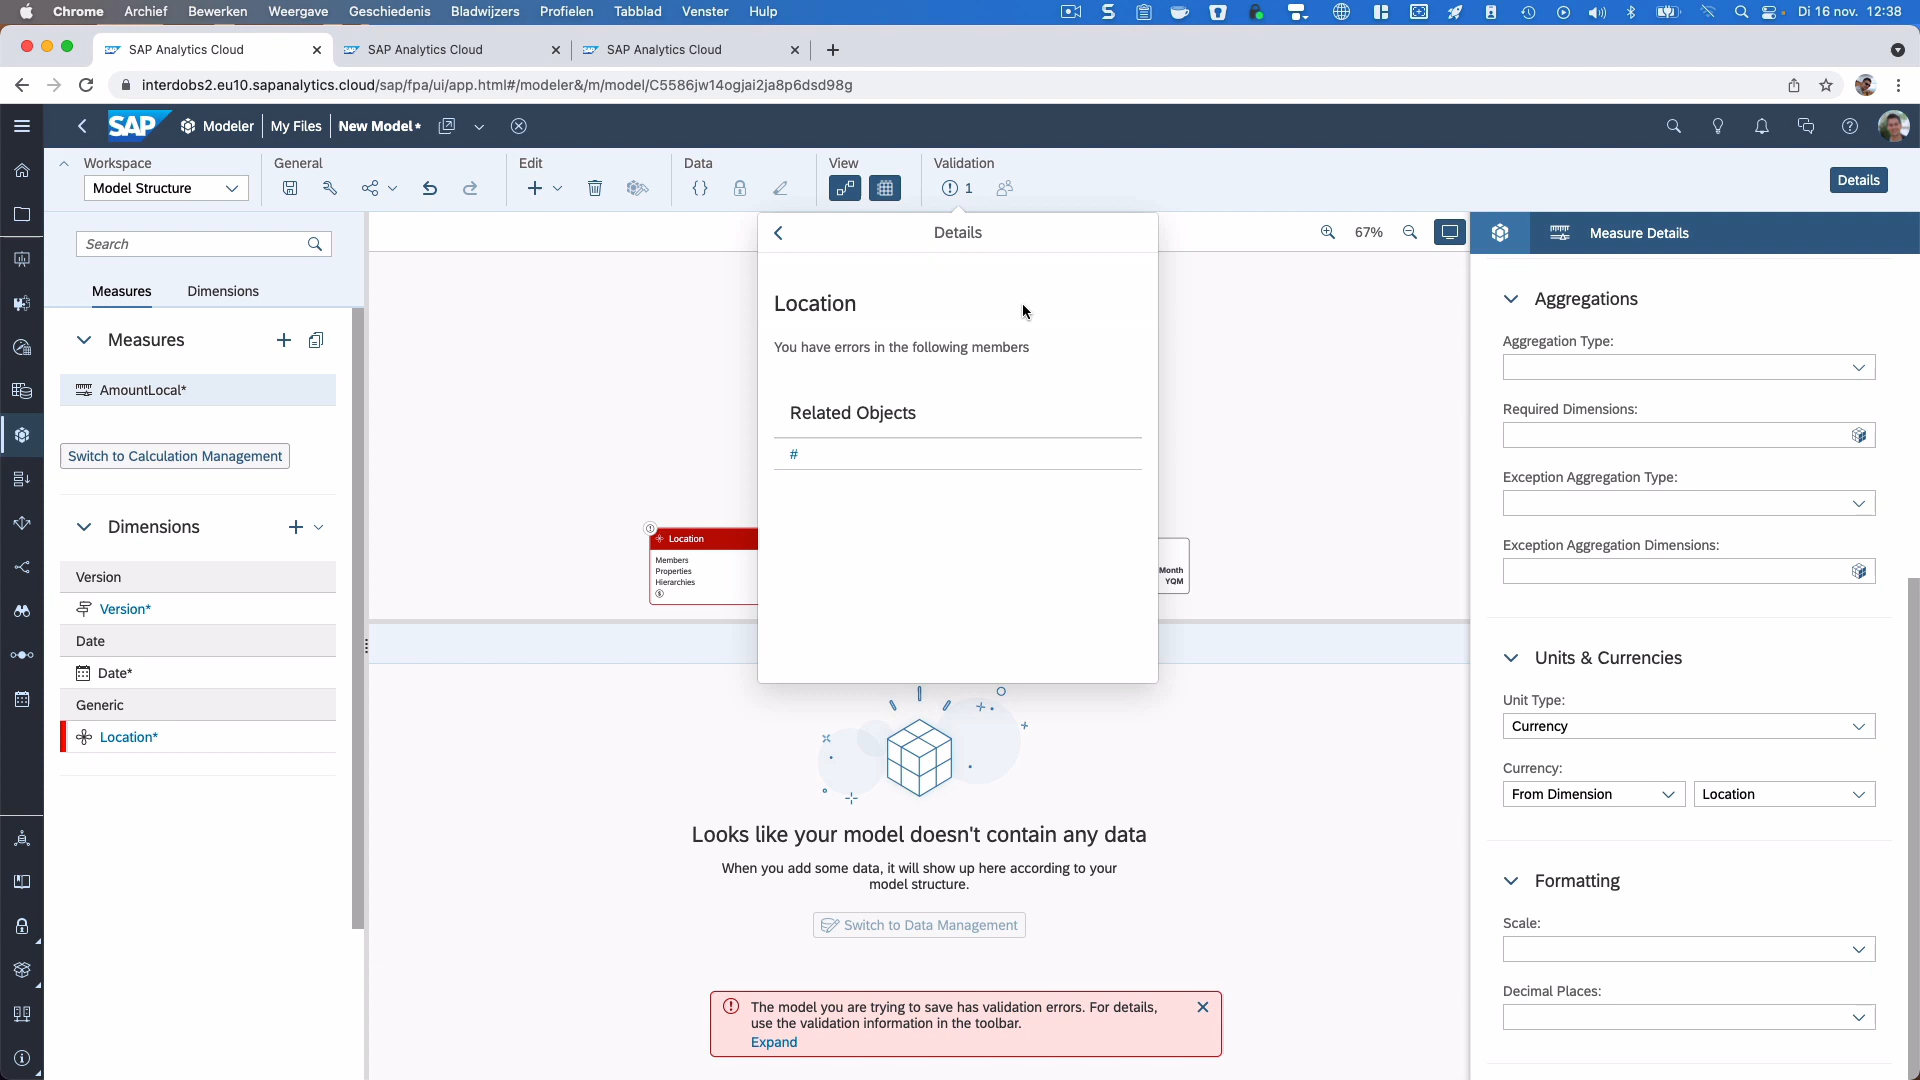 Chrome Archief Bewerken Weergave Geschiedenis Bladwijzers Profielen Tabblad Venster Hulp Di 16 nov. 12:38
SAP Analytics Cloud SAP Analytics Cloud SAP Analytics Cloud
interdobs2.eu10.sapanalytics.cloud/sap/fpa/ui/app.html#/modeler&/m/model/C5586jw14ogjai2ja8p6dsd98g
SAP Modeler My Files New Model*
Workspace General Edit Data View Validation
Model Structure 1 Details
Search
Details
67%
Measure Details
Measures Dimensions
Measures
AmountLocal*
Switch to Calculation Management
Dimensions
Version
Version*
Date
Date*
Generic
Location*
Location
You have errors in the following members
Related Objects
#
Location
Members
Properties
Hierarchies
Month
YQM
Looks like your model doesn't contain any data
When you add some data, it will show up here according to your
model structure.
Switch to Data Management
The model you are trying to save has validation errors. For details,
use the validation information in the toolbar.
Expand
Aggregations
Aggregation Type:
Required Dimensions:
Exception Aggregation Type:
Exception Aggregation Dimensions:
Units & Currencies
Unit Type:
Currency
Currency:
From Dimension Location
Formatting
Scale:
Decimal Places: